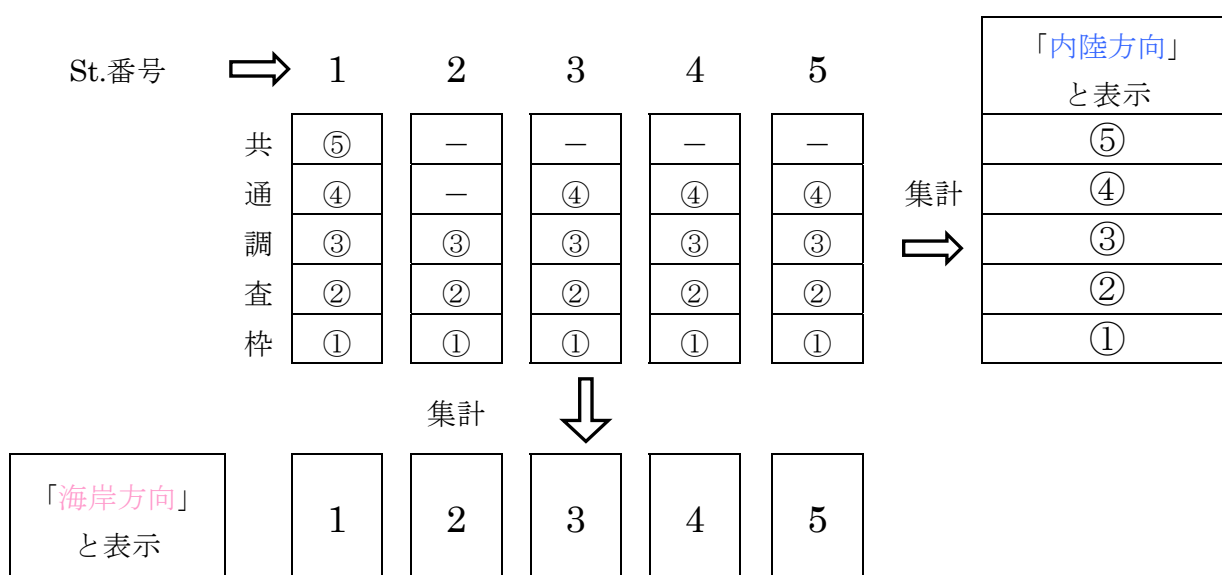 「内陸方向」
と表示
St.番号 1 2 3 4 5
共 ⑤ － － － － ⑤
通 ④ － ④ ④ ④ 集計 ④
調 ③ ③ ③ ③ ③ ③
査 ② ② ② ② ② ②
枠 ① ① ① ① ① ①
集計
「海岸方向」
と表示
1 2 3 4 5